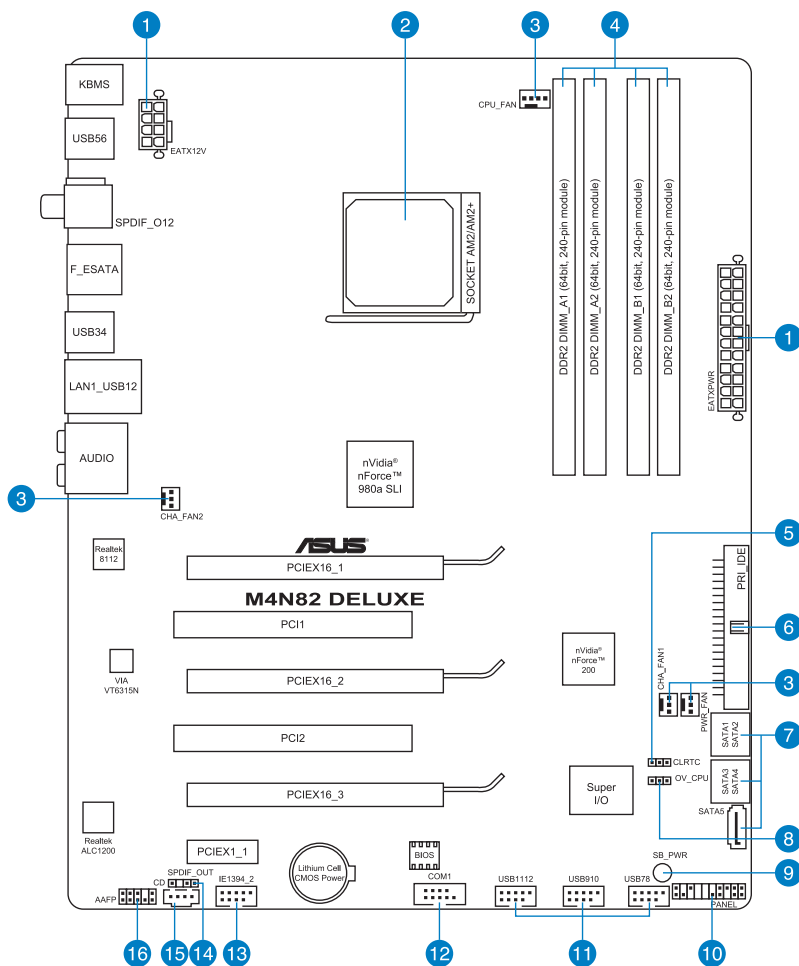 1
2
3
4
KBMS
CPU_FAN
USB56
EATX12V
SPDIF_O12
SOCKET AM2/AM2+
DDR2 DIMM_A1 (64bit, 240-pin module)
DDR2 DIMM_A2 (64bit, 240-pin module)
DDR2 DIMM_B1 (64bit, 240-pin module)
DDR2 DIMM_B2 (64bit, 240-pin module)
F_ESATA
USB34
1
EATXPWR
LAN1_USB12
AUDIO
nVidia®
nForce™
980a SLI
3
CHA_FAN2
5
Realtek
8112
ASUS
PCIEX16_1
PRI_IDE
M4N82 DELUXE
PCI1
6
nVidia®
nForce™
200
VIA
VT6315N
PCIEX16_2
CHA_FAN1
PWR_FAN
3
PCI2
SATA1
SATA2
7
CLRTC
OV_CPU
SATA3
SATA4
PCIEX16_3
Super
I/O
SATA5
8
Realtek
ALC1200
PCIEX1_1
Lithium Cell
CMOS Power
BIOS
SB_PWR
9
SPDIF_OUT
CD
IE1394_2
COM1
USB1112
USB910
USB78
AAFP
PANEL
16
15
14
13
12
11
10